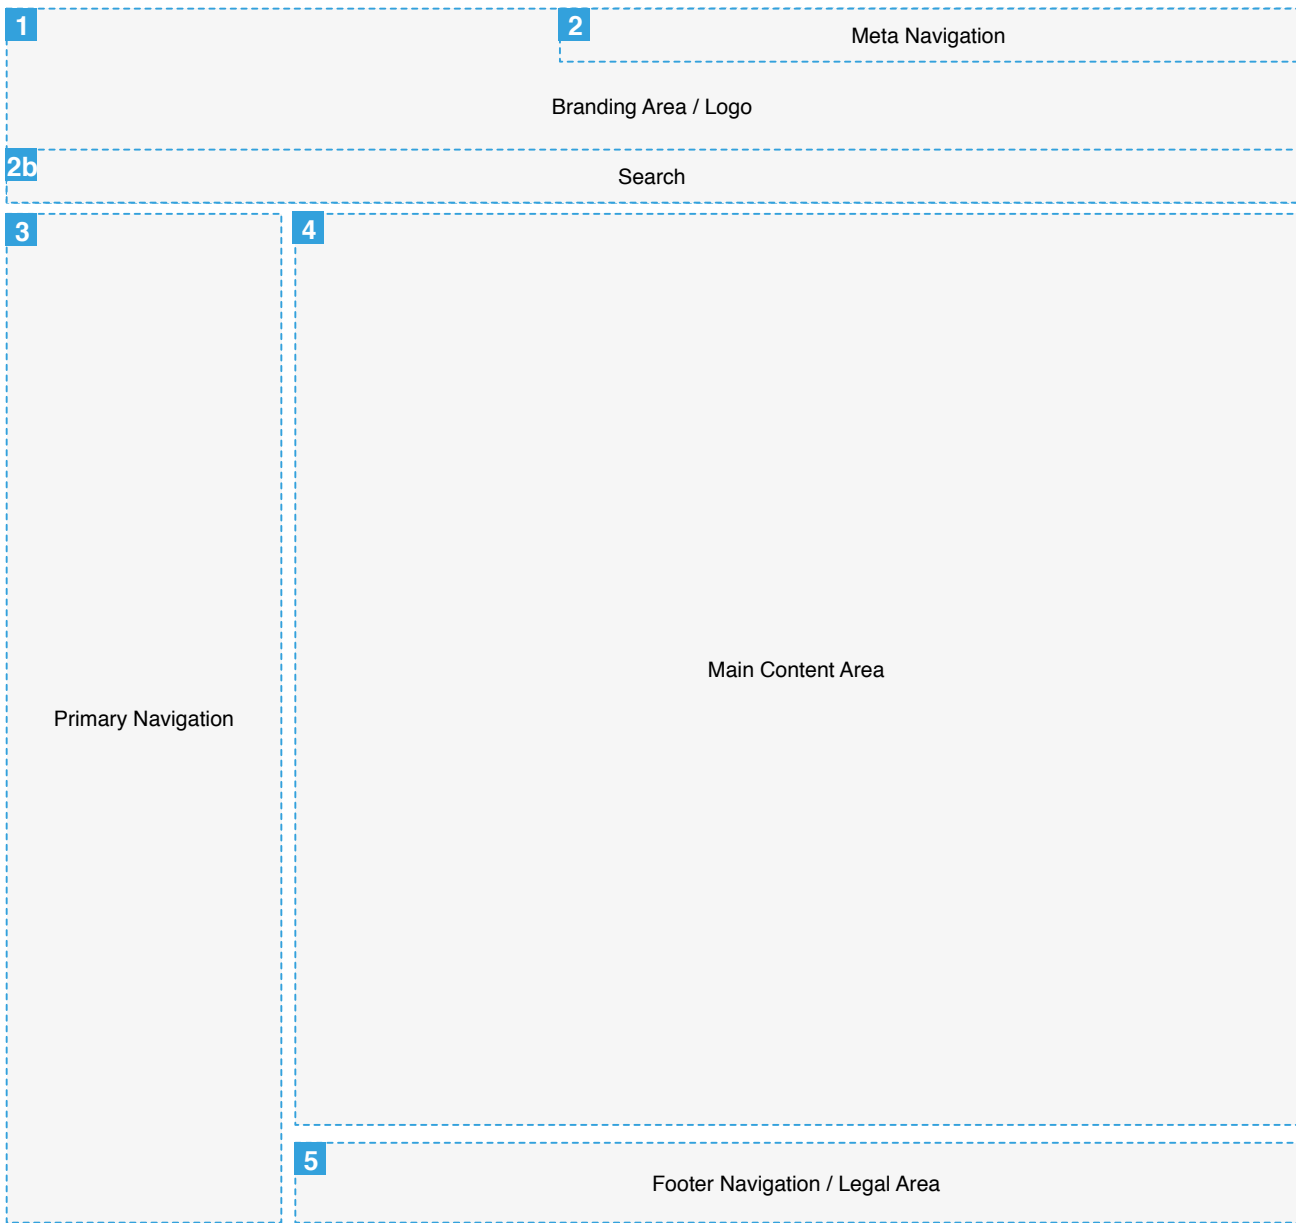 1
2
Meta Navigation
Branding Area / Logo
2b
Search
3
4
Main Content Area
Primary Navigation
5
Footer Navigation / Legal Area